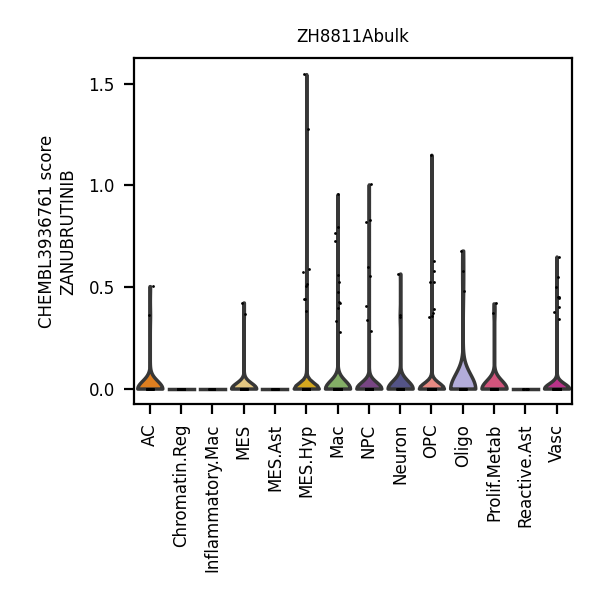 ZH8811Abulk
CHEMBL3936761 score
ZANUBRUTINIB
1.5
1.0
0.5
0.0
AC
Chromatin.Reg
Inflammatory.Mac
MES
MES.Ast
MES.Hyp
Mac
NPC
Neuron
OPC
Oligo
Prolif.Metab
Reactive.Ast
Vasc